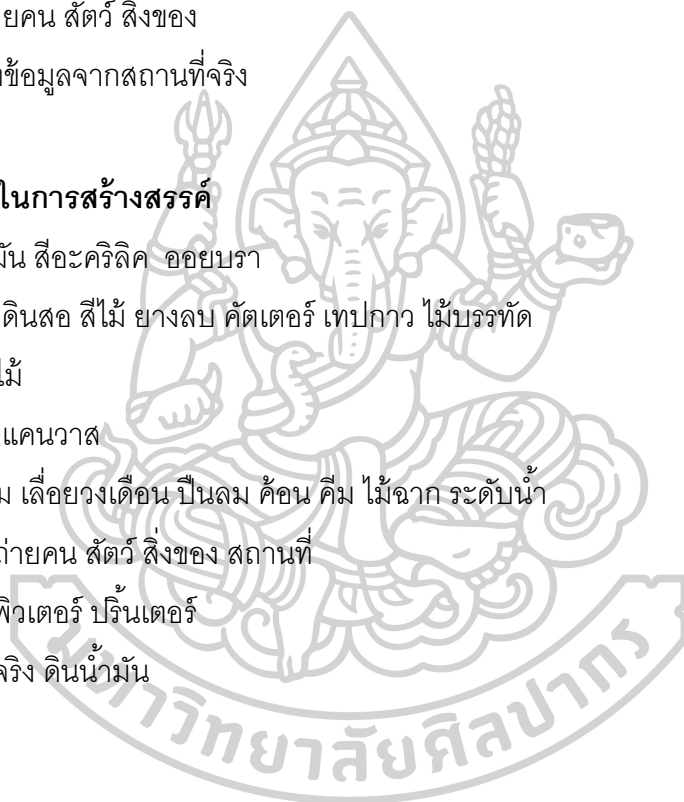 ยคน สัตว์ สิ่งของ
ข้อมูลจากสถานที่จริง
ในการสร้างสรรค์
มัน สีอะคริลิค ออยบรา
ดินสอ สีไม้ ยางลบ คัตเตอร์ เทปกาว ไม้บรรทัด
ไม้
แคนวาส
ม เลื่อยวงเดือน ปืนลม ค้อน คีม ไม้ฉาก ระดับน้ำ
ถ่ายคน สัตว์ สิ่งของ สถานที่
พิวเตอร์ ปริ้นเตอร์
จริง ดินน้ำมัน
มหาวิทยาลัยศิลปากร